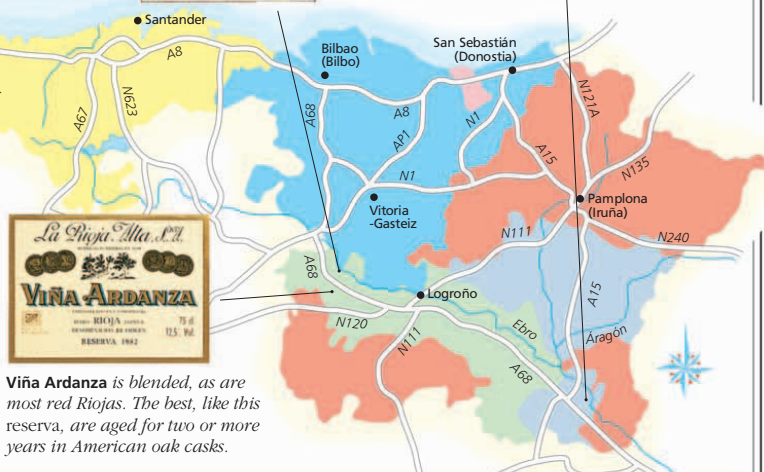 Santander
A8
Bilbao
(Bilbo)
San Sebastián
(Donostia)
N121A
A67
N623
A68
A8
AP1
N1
N1
A15
N135
Vitoria
-Gasteiz
Pamplona
(Iruña)
N111
N240
La Rioja Alta, S.A.
VIÑA ARDANZA
RIOJA
75 cl
12,5. Vol.
RESERVA 1982
A68
Logroño
A15
N120
N111
Ebro
Aragón
A68
Viña Ardanza is blended, as are
most red Riojas. The best, like this
reserva, are aged for two or more
years in American oak casks.